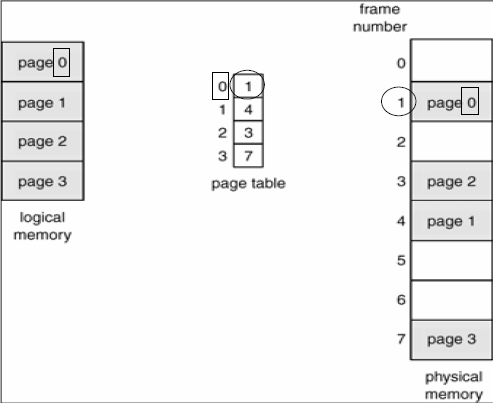 page 0
page 1
page 2
page 3
logical
memory
0 1
1 4
2 3
3 7
page table
frame
number
0
1 page 0
2
3 page 2
4 page 1
5
6
7 page 3
physical
memory